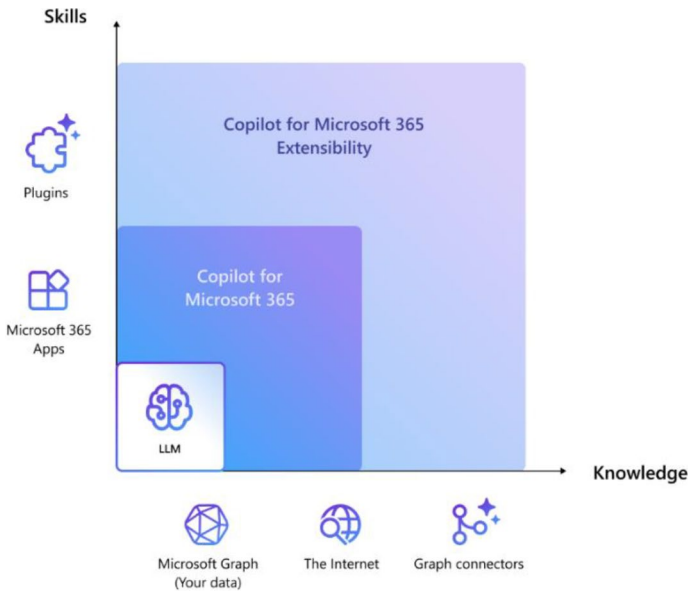 Skills
Copilot for Microsoft 365
Extensibility
Plugins
Copilot for
Microsoft 365
Microsoft 365
Apps
LLM
Knowledge
Microsoft Graph
(Your data)
The Internet
Graph connectors